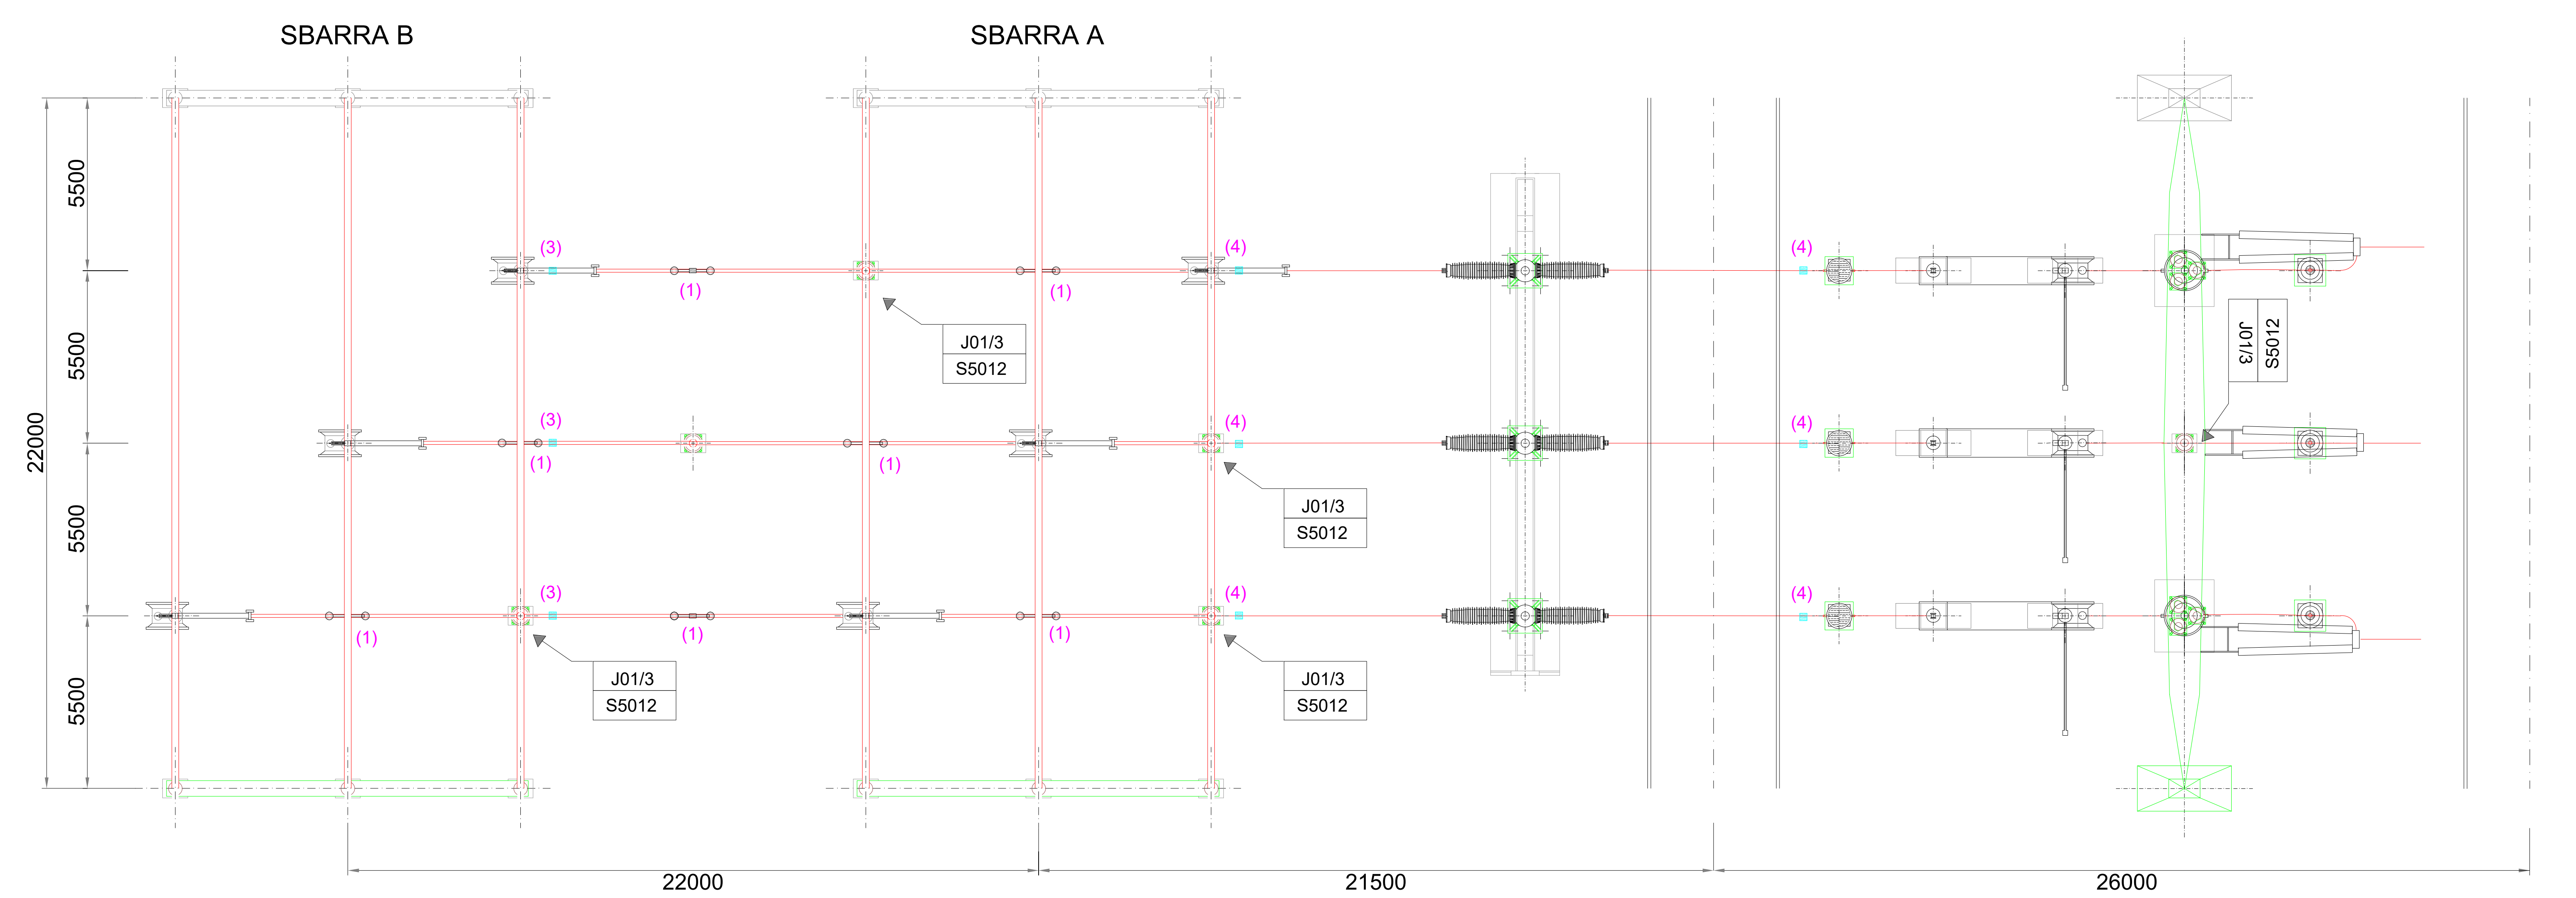 SBARRA B
SBARRA A
5500
5500
5500
5500
22000
(3)
(4)
(4)
(1)
(1)
J01/3
S5012
J01/3
S5012
(3)
(4)
(4)
(1)
(1)
J01/3
S5012
(3)
(4)
(4)
(1)
(1)
(1)
J01/3
S5012
J01/3
S5012
22000
21500
26000